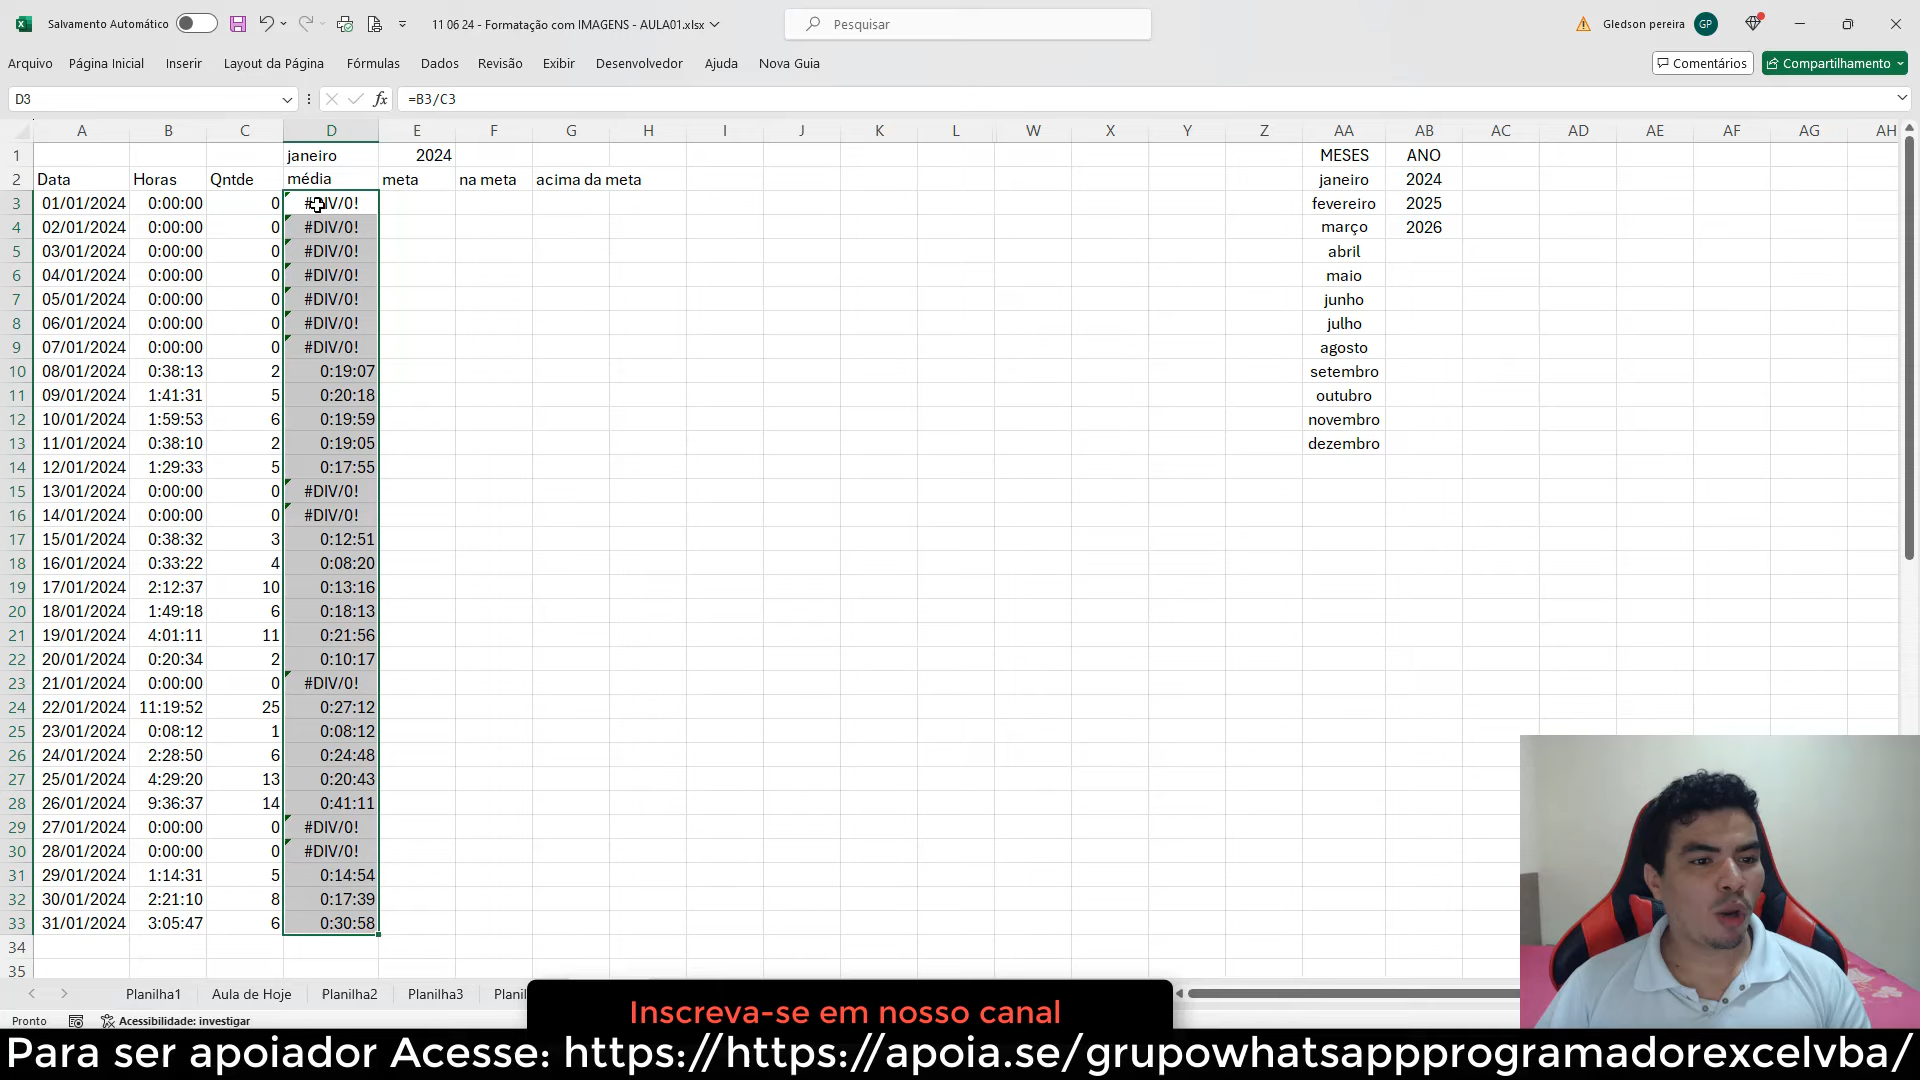 Salvamento Automático
11 06 24 - Formatação com IMAGENS - AULA01.xlsx
Pesquisar
Gledson pereira
GP
Arquivo Página Inicial Inserir Layout da Página Fórmulas Dados Revisão Exibir Desenvolvedor Ajuda Nova Guia
Comentários
Compartilhamento
D3
fx
=B3/C3
A B C D E F G H I J K L W X Y Z AA AB AC AD AE AF AG AH
1 janeiro 2024 MESES ANO
2 Data Horas Qntde média meta na meta acima da meta janeiro 2024
3 01/01/2024 0:00:00 0 #DIV/0! fevereiro 2025
4 02/01/2024 0:00:00 0 #DIV/0! março 2026
5 03/01/2024 0:00:00 0 #DIV/0! abril
6 04/01/2024 0:00:00 0 #DIV/0! maio
7 05/01/2024 0:00:00 0 #DIV/0! junho
8 06/01/2024 0:00:00 0 #DIV/0! julho
9 07/01/2024 0:00:00 0 #DIV/0! agosto
10 08/01/2024 0:38:13 2 0:19:07 setembro
11 09/01/2024 1:41:31 5 0:20:18 outubro
12 10/01/2024 1:59:53 6 0:19:59 novembro
13 11/01/2024 0:38:10 2 0:19:05 dezembro
14 12/01/2024 1:29:33 5 0:17:55
15 13/01/2024 0:00:00 0 #DIV/0!
16 14/01/2024 0:00:00 0 #DIV/0!
17 15/01/2024 0:38:32 3 0:12:51
18 16/01/2024 0:33:22 4 0:08:20
19 17/01/2024 2:12:37 10 0:13:16
20 18/01/2024 1:49:18 6 0:18:13
21 19/01/2024 4:01:11 11 0:21:56
22 20/01/2024 0:20:34 2 0:10:17
23 21/01/2024 0:00:00 0 #DIV/0!
24 22/01/2024 11:19:52 25 0:27:12
25 23/01/2024 0:08:12 1 0:08:12
26 24/01/2024 2:28:50 6 0:24:48
27 25/01/2024 4:29:20 13 0:20:43
28 26/01/2024 9:36:37 14 0:41:11
29 27/01/2024 0:00:00 0 #DIV/0!
30 28/01/2024 0:00:00 0 #DIV/0!
31 29/01/2024 1:14:31 5 0:14:54
32 30/01/2024 2:21:10 8 0:17:39
33 31/01/2024 3:05:47 6 0:30:58
34
35
Planilha1 Aula de Hoje Planilha2 Planilha3
Inscreva-se em nosso canal
Pronto
Acessibilidade: investigar
Para ser apoiador Acesse: https://https://apoia.se/grupowhatsappprogramadorexcelvba/